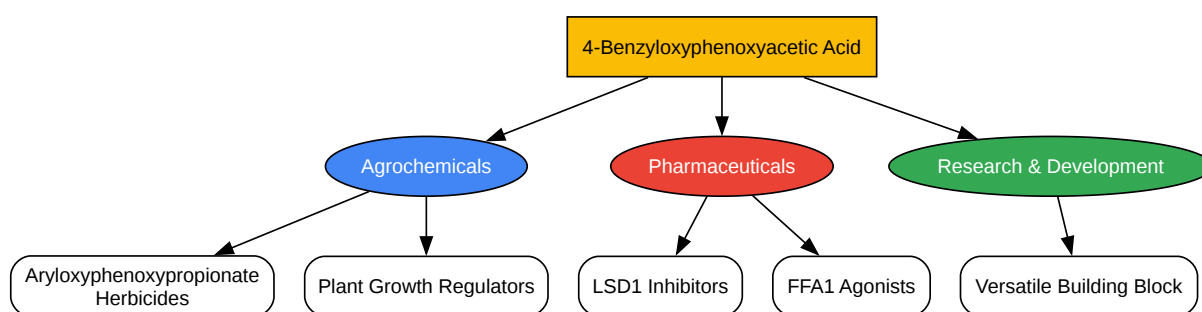 4-Benzyloxyphenoxyacetic Acid
Agrochemicals
Pharmaceuticals
Research & Development
Aryloxyphenoxypropionate
Herbicides
Plant Growth Regulators
LSD1 Inhibitors
FFA1 Agonists
Versatile Building Block